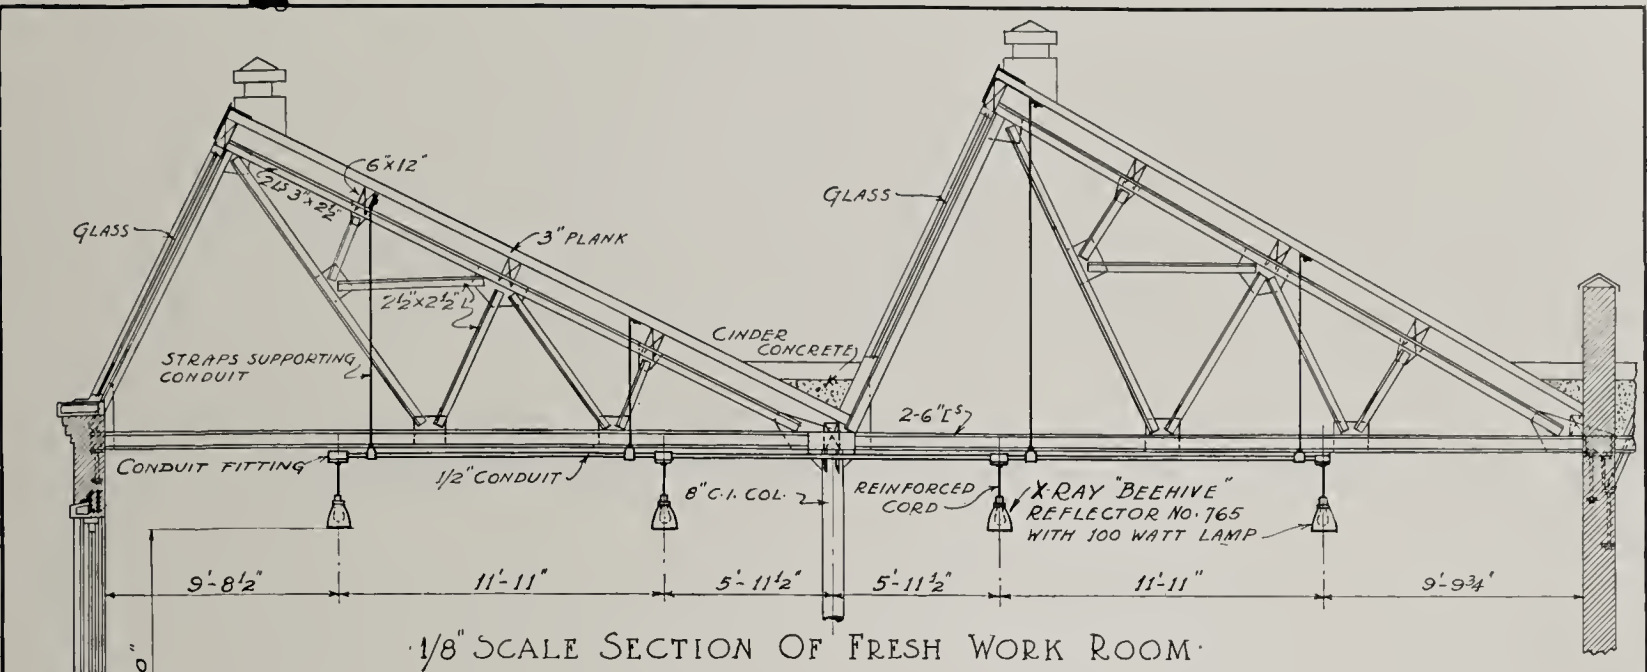 6"x12"
2Ls 3"x2½"
GLASS
3" PLANK
2½"x2½" L
STRAPS SUPPORTING
CONDUIT
CINDER
CONCRETE
GLASS
2-6" [s
CONDUIT FITTING
1/2" CONDUIT
8" C.I. COL.
REINFORCED
CORD
X-RAY "BEEHIVE"
REFLECTOR NO. 765
WITH 100 WATT LAMP
9'-8½"
11'-11"
5'-11½"
5'-11½"
11'-11"
9'-9¾'
0"
·1/8" SCALE SECTION OF FRESH WORK ROOM·